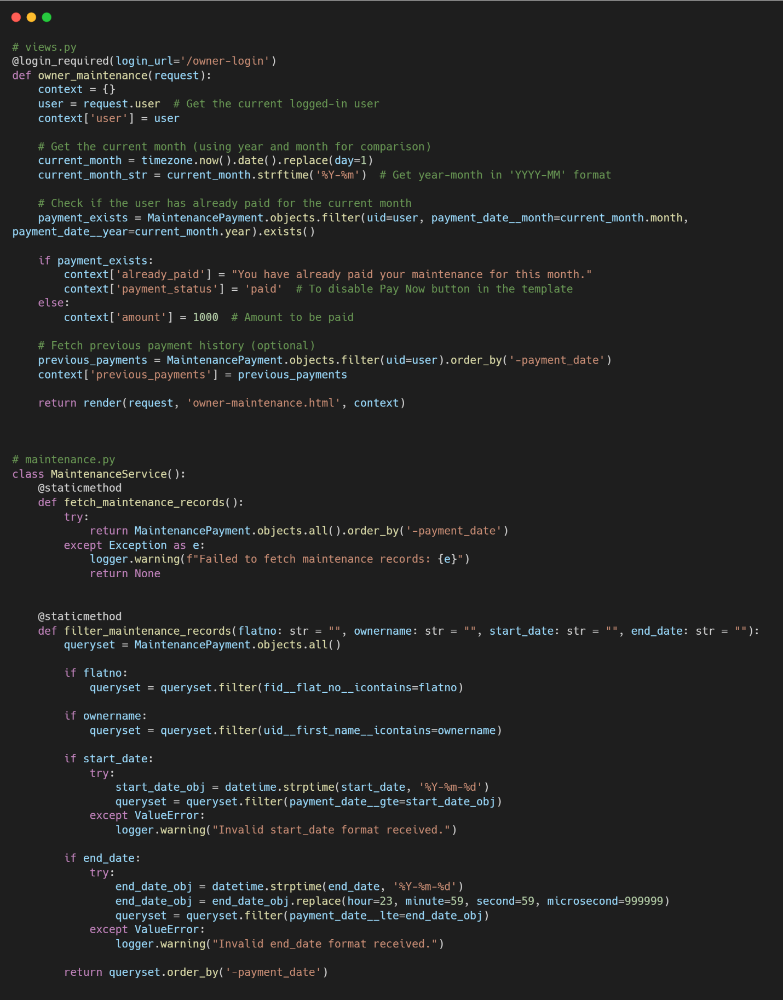 # views.py
@login_required(login_url='/owner-login')
def owner_maintenance(request):
    context = {}
    user = request.user  # Get the current logged-in user
    context['user'] = user

    # Get the current month (using year and month for comparison)
    current_month = timezone.now().date().replace(day=1)
    current_month_str = current_month.strftime('%Y-%m')  # Get year-month in 'YYYY-MM' format

    # Check if the user has already paid for the current month
    payment_exists = MaintenancePayment.objects.filter(uid=user, payment_date__month=current_month.month,
payment_date__year=current_month.year).exists()

    if payment_exists:
        context['already_paid'] = "You have already paid your maintenance for this month."
        context['payment_status'] = 'paid'  # To disable Pay Now button in the template
    else:
        context['amount'] = 1000  # Amount to be paid

    # Fetch previous payment history (optional)
    previous_payments = MaintenancePayment.objects.filter(uid=user).order_by('-payment_date')
    context['previous_payments'] = previous_payments

    return render(request, 'owner-maintenance.html', context)



# maintenance.py
class MaintenanceService():
    @staticmethod
    def fetch_maintenance_records():
        try:
            return MaintenancePayment.objects.all().order_by('-payment_date')
        except Exception as e:
            logger.warning(f"Failed to fetch maintenance records: {e}")
            return None


    @staticmethod
    def filter_maintenance_records(flatno: str = "", ownername: str = "", start_date: str = "", end_date: str = ""):
        queryset = MaintenancePayment.objects.all()

        if flatno:
            queryset = queryset.filter(fid__flat_no__icontains=flatno)

        if ownername:
            queryset = queryset.filter(uid__first_name__icontains=ownername)

        if start_date:
            try:
                start_date_obj = datetime.strptime(start_date, '%Y-%m-%d')
                queryset = queryset.filter(payment_date__gte=start_date_obj)
            except ValueError:
                logger.warning("Invalid start_date format received.")

        if end_date:
            try:
                end_date_obj = datetime.strptime(end_date, '%Y-%m-%d')
                end_date_obj = end_date_obj.replace(hour=23, minute=59, second=59, microsecond=999999)
                queryset = queryset.filter(payment_date__lte=end_date_obj)
            except ValueError:
                logger.warning("Invalid end_date format received.")

        return queryset.order_by('-payment_date')